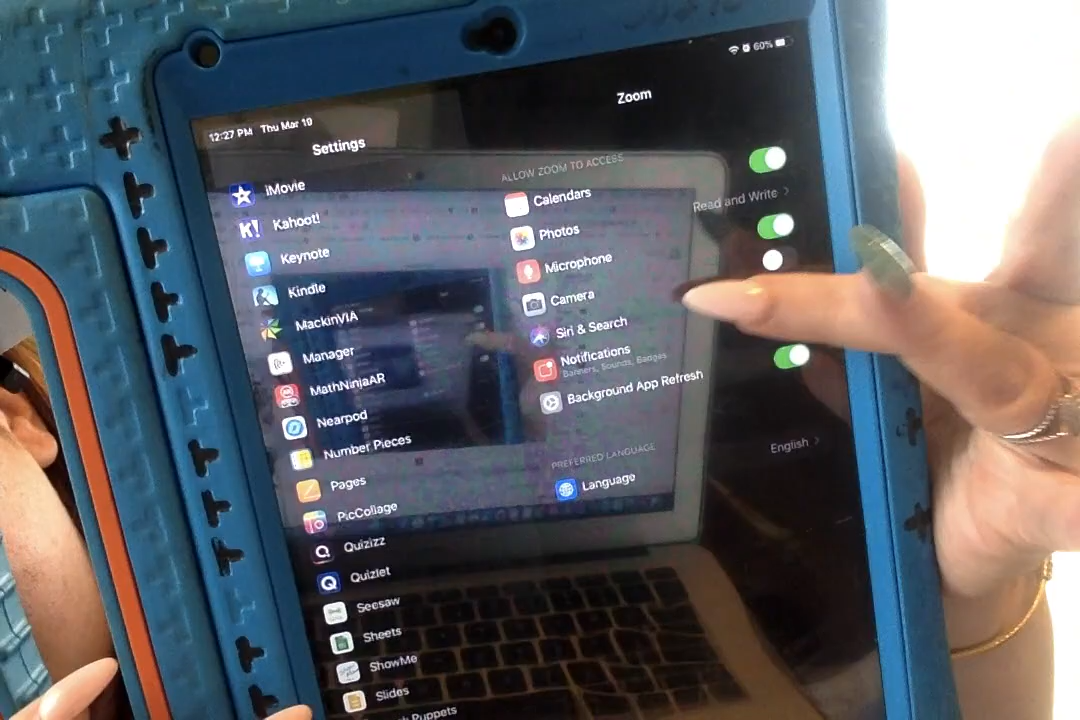 12:27 PM Thu Mar 19
60%
Settings
iMovie
Kahoot!
Keynote
Kindle
MackinVIA
Manager
MathNinjaAR
Nearpod
Number Pieces
Pages
PicCollage
Quizizz
Quizlet
Seesaw
Sheets
ShowMe
Slides
Puppets
Zoom
ALLOW ZOOM TO ACCESS
Calendars
Photos Read and Write
Microphone
Camera
Siri & Search
Notifications
Banners, Sounds, Badges
Background App Refresh
PREFERRED LANGUAGE
Language English